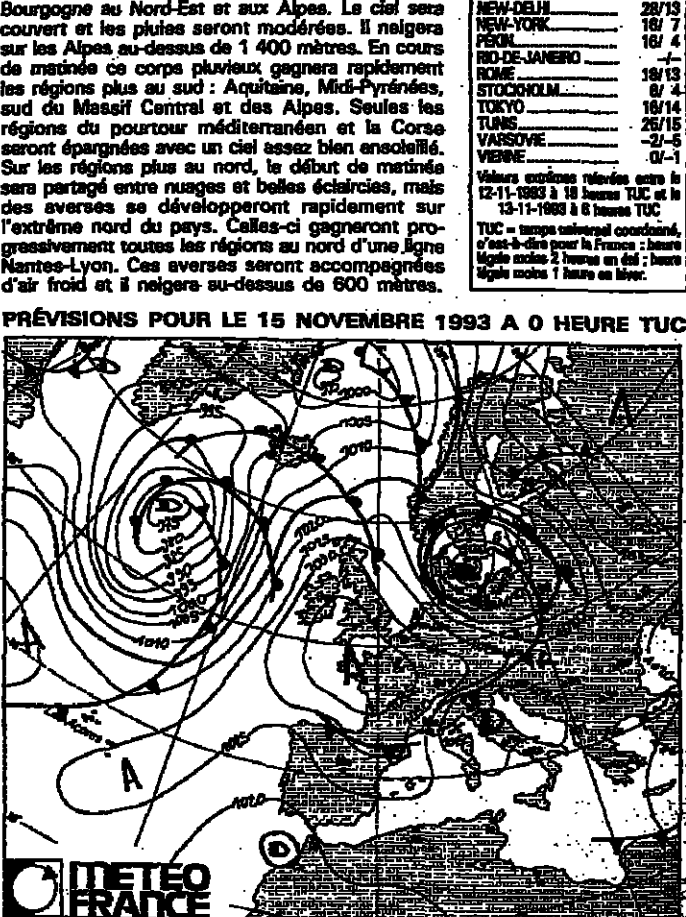 Bourgogne au Nord-Est et aux Alpes. Le ciel sera
couvert et les pluies seront modérées. Il neigera
sur les Alpes au-dessus de 1 400 mètres. En cours
de matinée ce corps pluvieux gagnera rapidement
les régions plus au sud : Aquitaine, Midi-Pyrénées,
sud du Massif Central et des Alpes. Seules les
régions du pourtour méditerranéen et la Corse
seront épargnées avec un ciel assez bien ensoleillé.
Sur les régions plus au nord, le début de matinée
sera partagé entre nuages et belles éclaircies, mais
des averses se développeront rapidement sur
l'extrême nord du pays. Celles-ci gagneront pro-
gressivement toutes les régions au nord d'une ligne
Nantes-Lyon. Ces averses seront accompagnées
d'air froid et il neigera au-dessus de 600 mètres.
NEW-DELHI 28/13
NEW-YORK 16/ 7
PÉKIN 16/ 4
RIO-DE-JANEIRO -/-
ROME 18/13
STOCKHOLM
TOKYO 16/14
TUNIS 25/15
VARSOVIE -2/-5
VIENNE 0/-1
Valeurs extrêmes relevées entre le
12-11-1993 à 18 heures TUC et le
13-11-1993 à 6 heures TUC
TUC = temps universel coordonné,
c'est-à-dire pour la France : heure
légale moins 2 heures en été ; heure
légale moins 1 heure en hiver.
PRÉVISIONS POUR LE 15 NOVEMBRE 1993 A 0 HEURE TUC
D
1000
985
1005
1010
A
D
1020
1010
A
A
Açores
1015
A
1020
1010
D
METEO
FRANCE